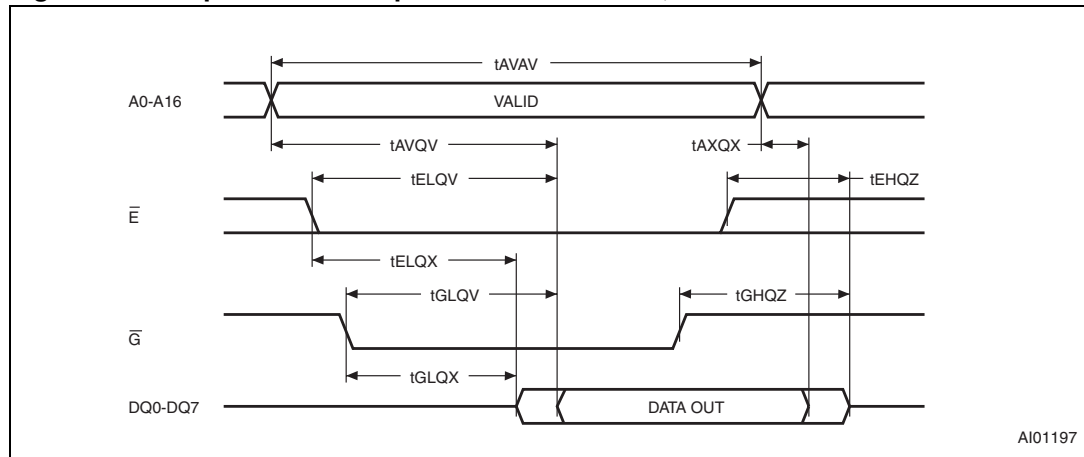 tAVAV
A0-A16
VALID
tAVQV
tAXQX
tELQV
tEHQZ
E
tELQX
tGLQV
tGHQZ
G
tGLQX
DQ0-DQ7
DATA OUT
AI01197